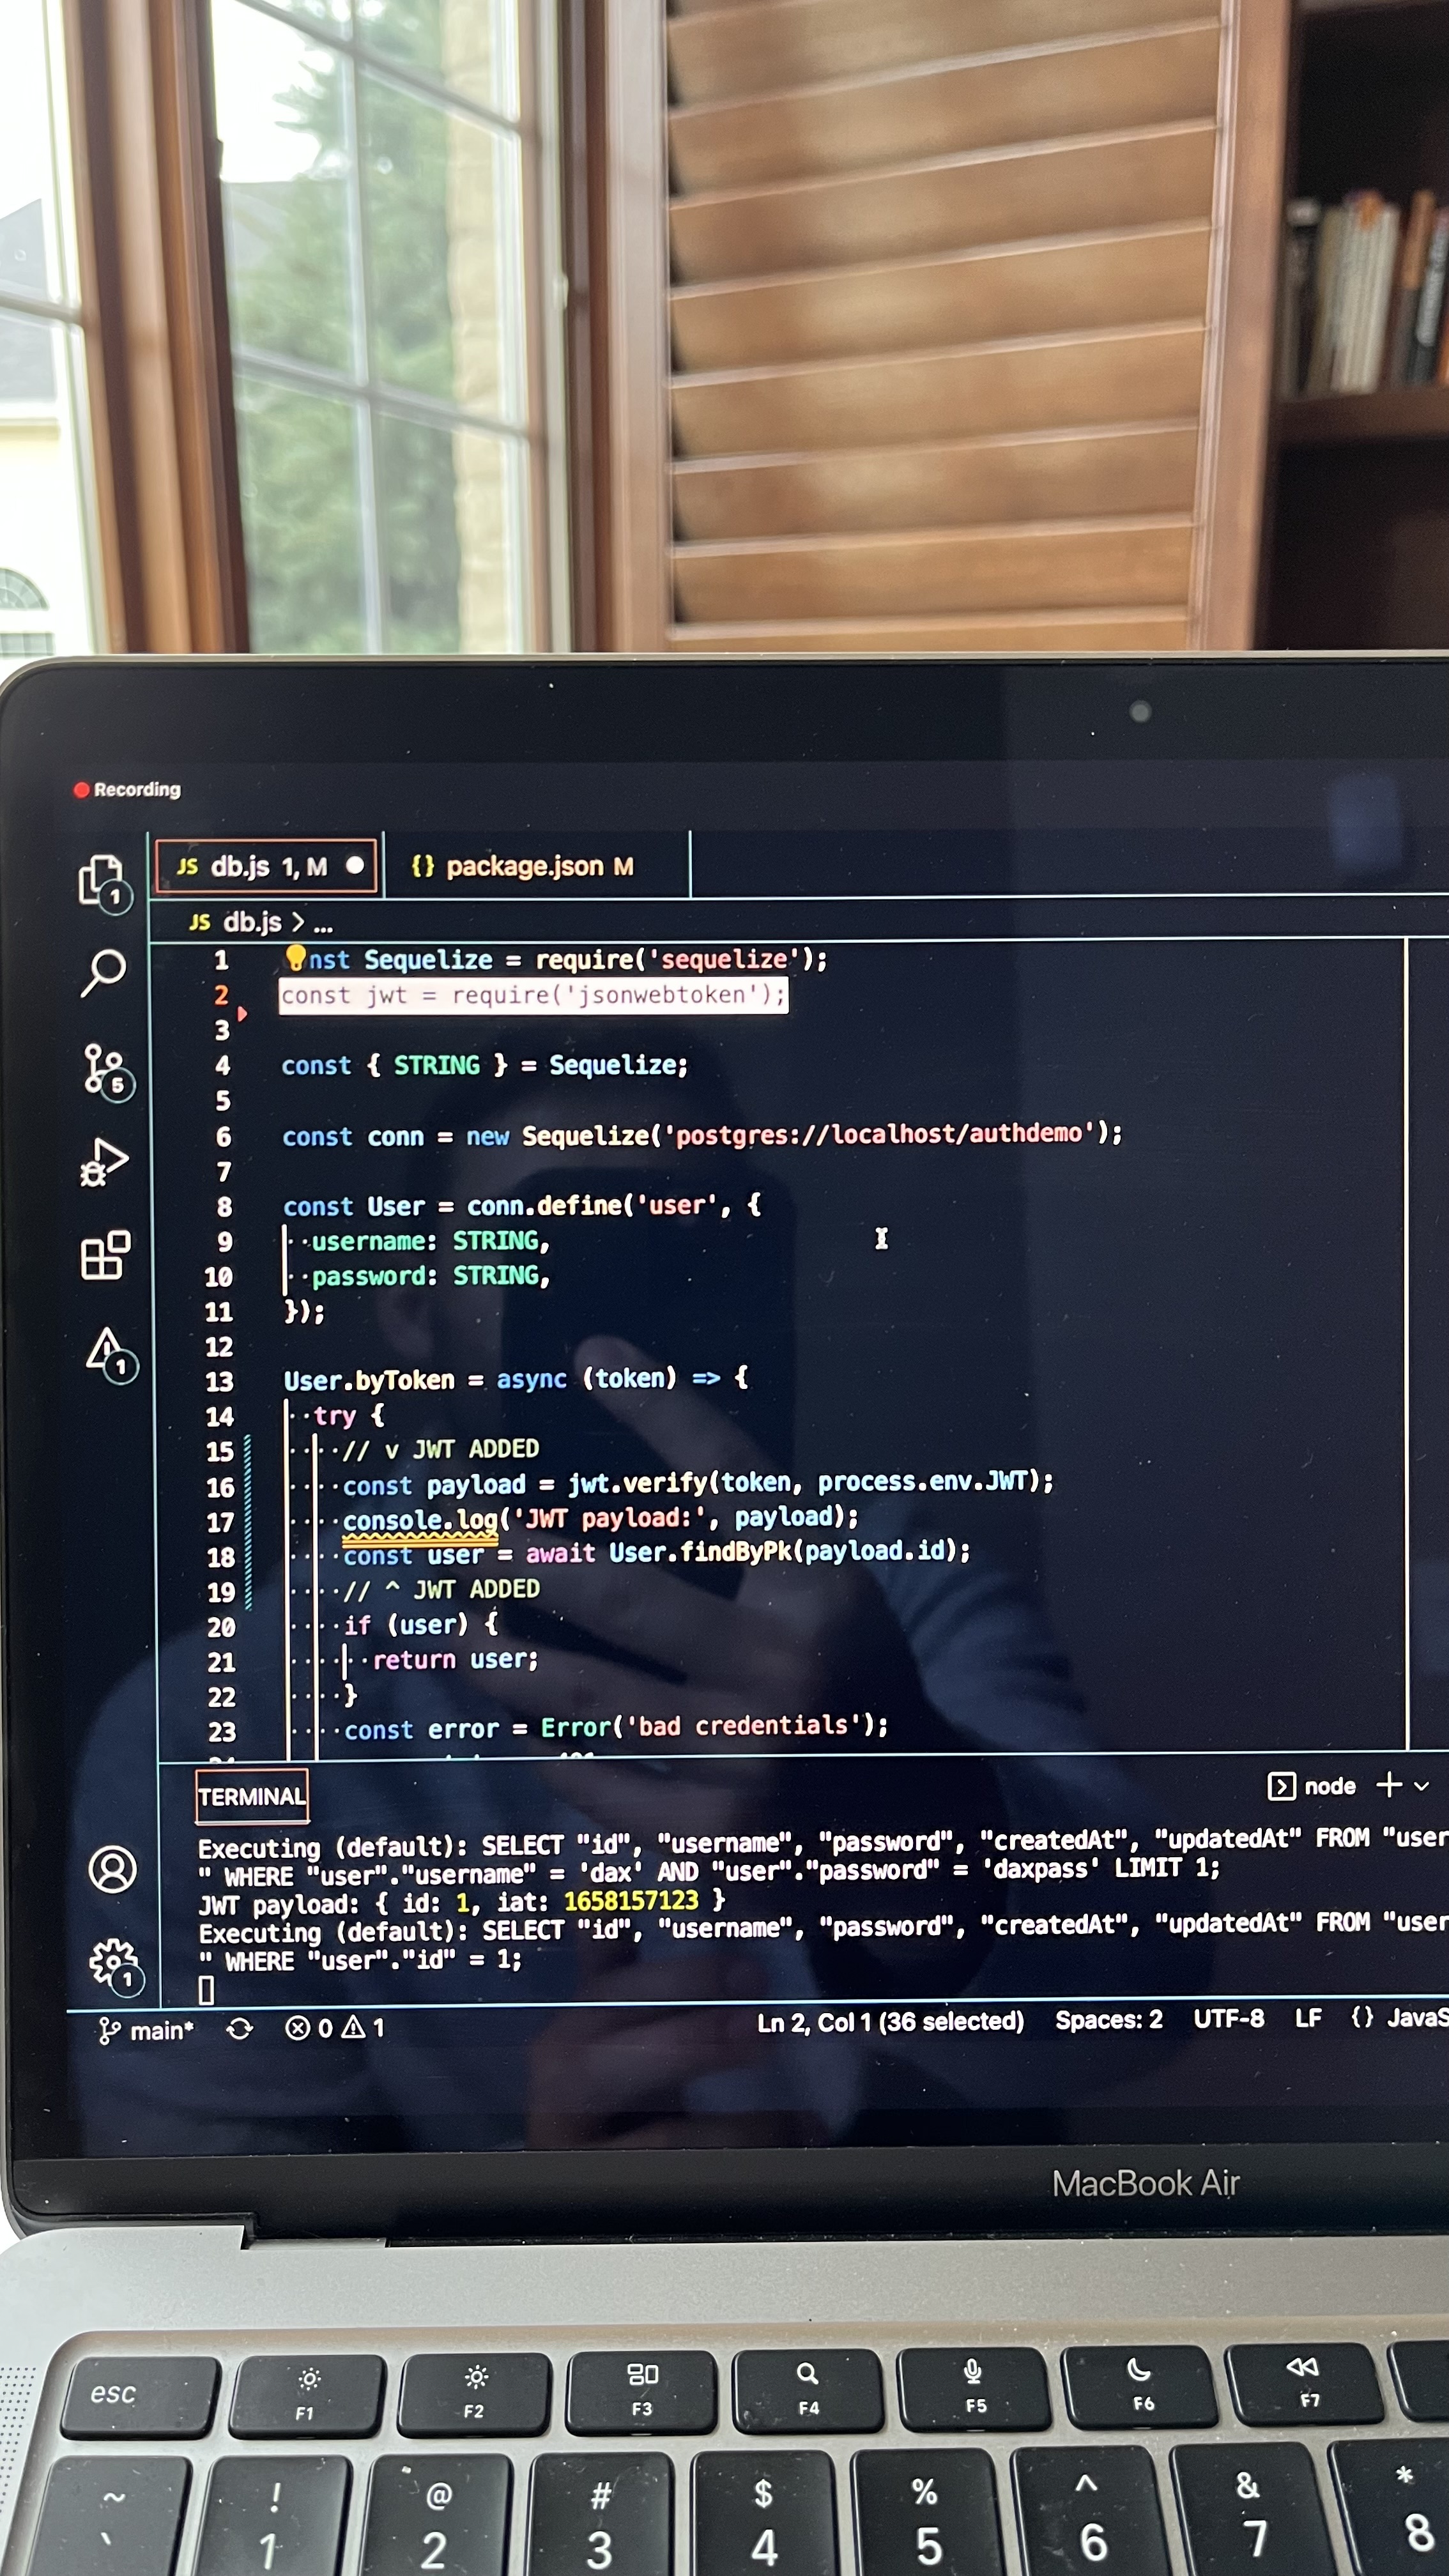 Recording
JS db.js 1, M {} package.json M
1
JS db.js > ...
1 nst Sequelize = require('sequelize');
2 const jwt = require('jsonwebtoken');
3
4 const { STRING } = Sequelize;
5
6 const conn = new Sequelize('postgres://localhost/authdemo');
5
7
8 const User = conn.define('user', {
9 ··username: STRING,
10 ··password: STRING,
11 });
12
1
13 User.byToken = async (token) => {
14 ··try {
15 ····// v JWT ADDED
16 ····const payload = jwt.verify(token, process.env.JWT);
17 ····console.log('JWT payload:', payload);
18 ····const user = await User.findByPk(payload.id);
19 ····// ^ JWT ADDED
20 ····if (user) {
21 ······return user;
22 ····}
23 ····const error = Error('bad credentials');
TERMINAL node
Executing (default): SELECT "id", "username", "password", "createdAt", "updatedAt" FROM "user
" WHERE "user"."username" = 'dax' AND "user"."password" = 'daxpass' LIMIT 1;
JWT payload: { id: 1, iat: 1658157123 }
Executing (default): SELECT "id", "username", "password", "createdAt", "updatedAt" FROM "user
" WHERE "user"."id" = 1;
1
main* 0 1 Ln 2, Col 1 (36 selected) Spaces: 2 UTF-8 LF {} JavaS
MacBook Air
esc F1 F2 F3 F4 F5 F6 F7
~ ! @ # $ % ^ & *
` 1 2 3 4 5 6 7 8